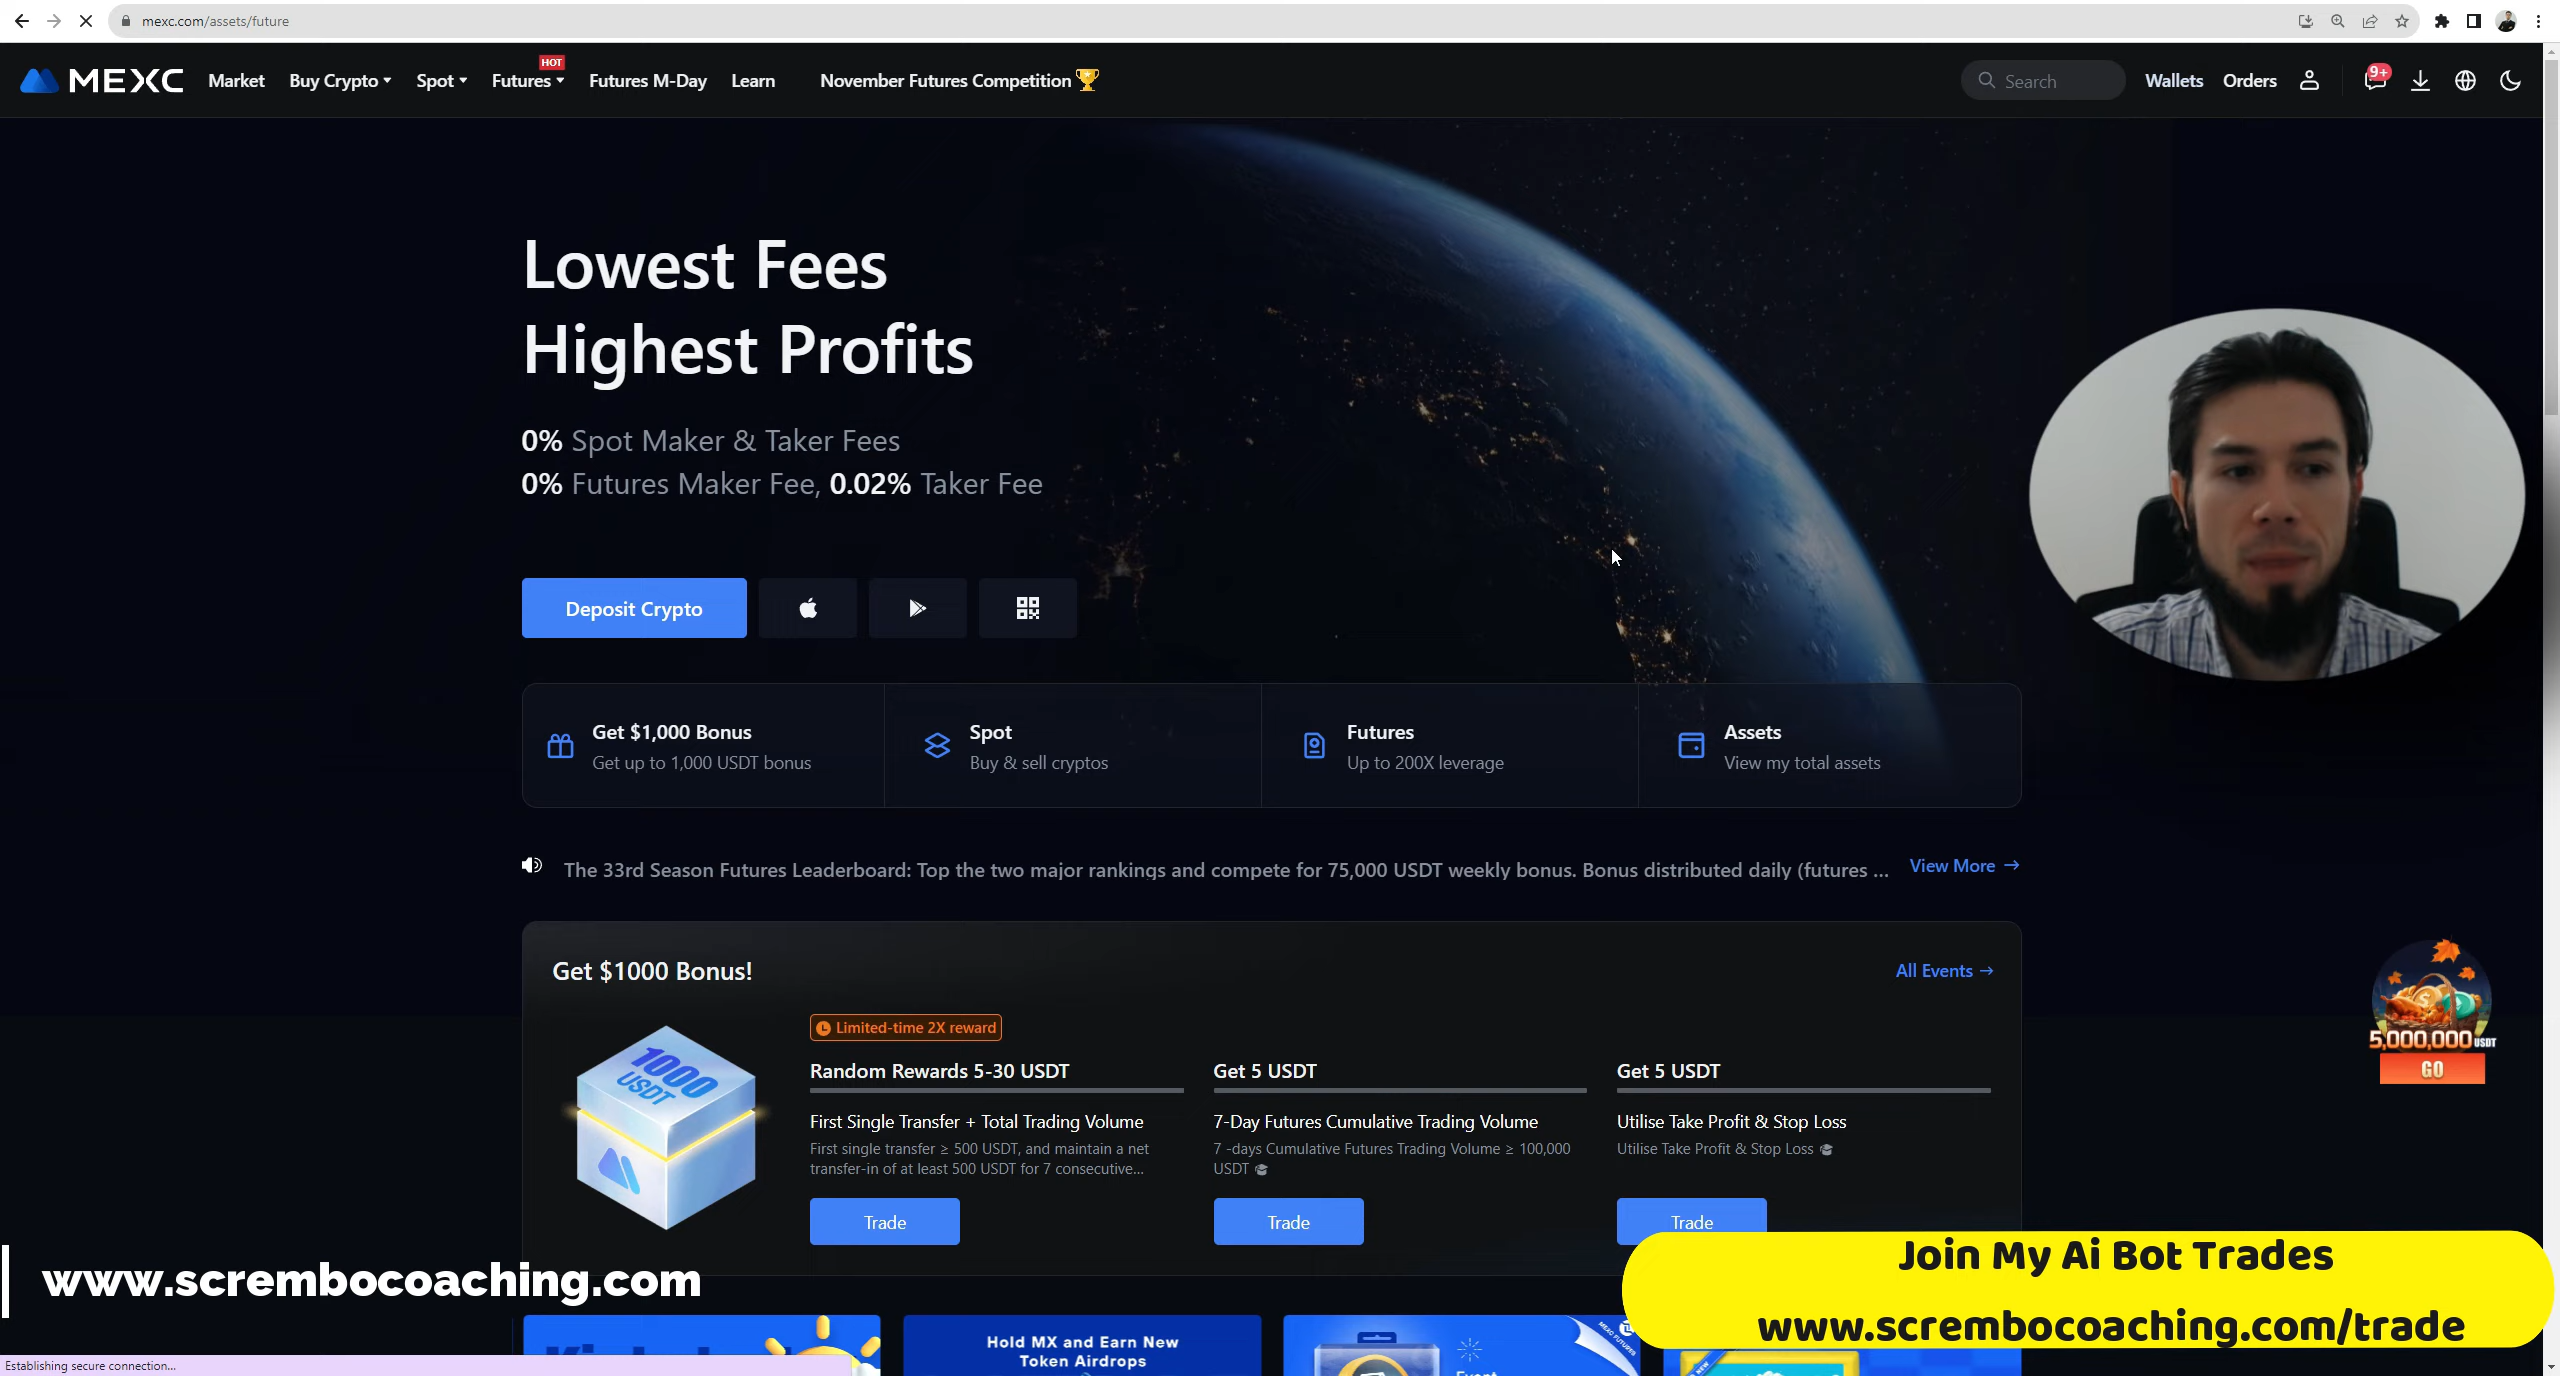 mexc.com/assets/future
MEXC
Market
Buy Crypto
Spot
HOT
Futures
Futures M-Day
Learn
November Futures Competition
Search
Wallets
Orders
9+
Lowest Fees
Highest Profits
0% Spot Maker & Taker Fees
0% Futures Maker Fee, 0.02% Taker Fee
Deposit Crypto
Get $1,000 Bonus
Get up to 1,000 USDT bonus
Spot
Buy & sell cryptos
Futures
Up to 200X leverage
Assets
View my total assets
The 33rd Season Futures Leaderboard: Top the two major rankings and compete for 75,000 USDT weekly bonus. Bonus distributed daily (futures ...
View More →
Get $1000 Bonus!
All Events →
1000
USDT
Limited-time 2X reward
Random Rewards 5-30 USDT
First Single Transfer + Total Trading Volume
First single transfer ≥ 500 USDT, and maintain a net
transfer-in of at least 500 USDT for 7 consecutive...
Trade
Get 5 USDT
7-Day Futures Cumulative Trading Volume
7 -days Cumulative Futures Trading Volume ≥ 100,000
USDT
Trade
Get 5 USDT
Utilise Take Profit & Stop Loss
Utilise Take Profit & Stop Loss
Trade
5,000,000 USDT
GO
www.scrembocoaching.com
Join My Ai Bot Trades
www.scrembocoaching.com/trade
Hold MX and Earn New
Token Airdrops
MEXC FUTURES
Event
NEW
Establishing secure connection...